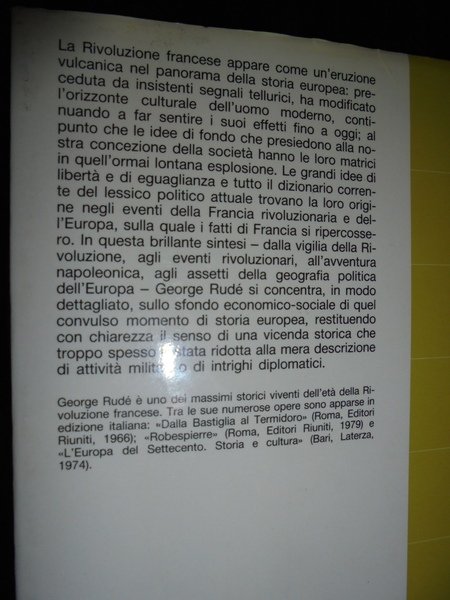 La Rivoluzione francese appare come un'eruzione
vulcanica nel panorama della storia europea: pre-
ceduta da insistenti segnali tellurici, ha modificato
l'orizzonte culturale dell'uomo moderno, conti-
nuando a far sentire i suoi effetti fino a oggi; al
punto che le idee di fondo che presiedono alla no-
stra concezione della società hanno le loro matrici
in quell'ormai lontana esplosione. Le grandi idee di
libertà e di eguaglianza e tutto il dizionario corren-
te del lessico politico attuale trovano la loro origi-
ne negli eventi della Francia rivoluzionaria e del-
l'Europa, sulla quale i fatti di Francia si ripercosse-
ro. In questa brillante sintesi – dalla vigilia della Ri-
voluzione, agli eventi rivoluzionari, all'avventura
napoleonica, agli assetti della geografia politica
dell'Europa – George Rudé si concentra, in modo
dettagliato, sullo sfondo economico-sociale di quel
convulso momento di storia europea, restituendo
con chiarezza il senso di una vicenda storica che
troppo spesso stata ridotta alla mera descrizione
di attività o di intrighi diplomatici.
George Rudé è uno dei massimi storici viventi dell'età della Ri-
voluzione francese. Tra le sue numerose opere sono apparse in
edizione italiana: «Dalla Bastiglia al Termidoro» (Roma, Editori
Riuniti, 1966); «Robespierre» (Roma, Editori Riuniti, 1979) e
«L'Europa del Settecento. Storia e cultura» (Bari, Laterza,
1974).